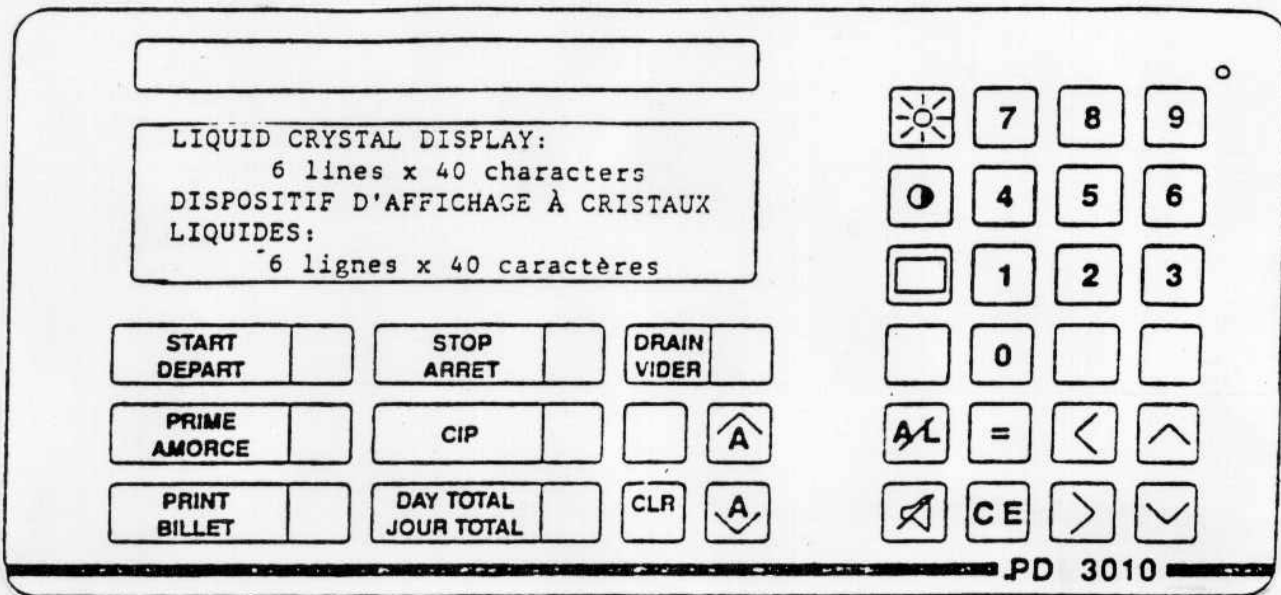 LIQUID CRYSTAL DISPLAY:
6 lines x 40 characters
DISPOSITIF D'AFFICHAGE À CRISTAUX
LIQUIDES:
6 lignes x 40 caractères
7 8 9
4 5 6
1 2 3
0
START
DEPART
STOP
ARRET
DRAIN
VIDER
PRIME
AMORCE
CIP
A
A/L =
PRINT
BILLET
DAY TOTAL
JOUR TOTAL
CLR
A
CE
PD 3010